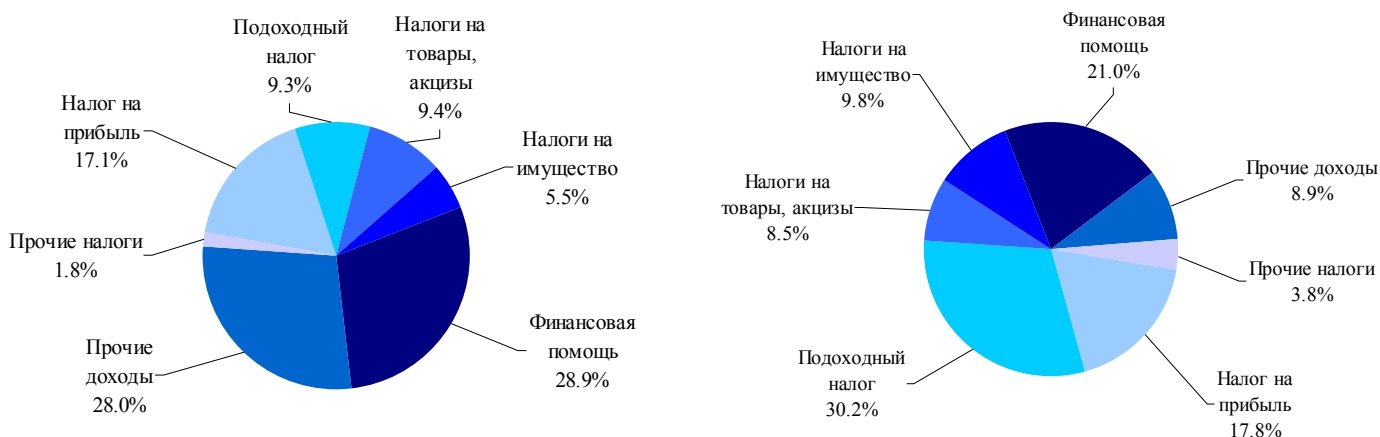 Подоходный
налог
9.3%
Налоги на
товары,
акцизы
9.4%
Налог на
прибыль
17.1%
Налоги на
имущество
5.5%
Прочие налоги
1.8%
Финансовая
помощь
28.9%
Прочие
доходы
28.0%
Финансовая
помощь
21.0%
Налоги на
имущество
9.8%
Прочие доходы
8.9%
Налоги на
товары, акцизы
8.5%
Прочие налоги
3.8%
Подоходный
налог
30.2%
Налог на
прибыль
17.8%